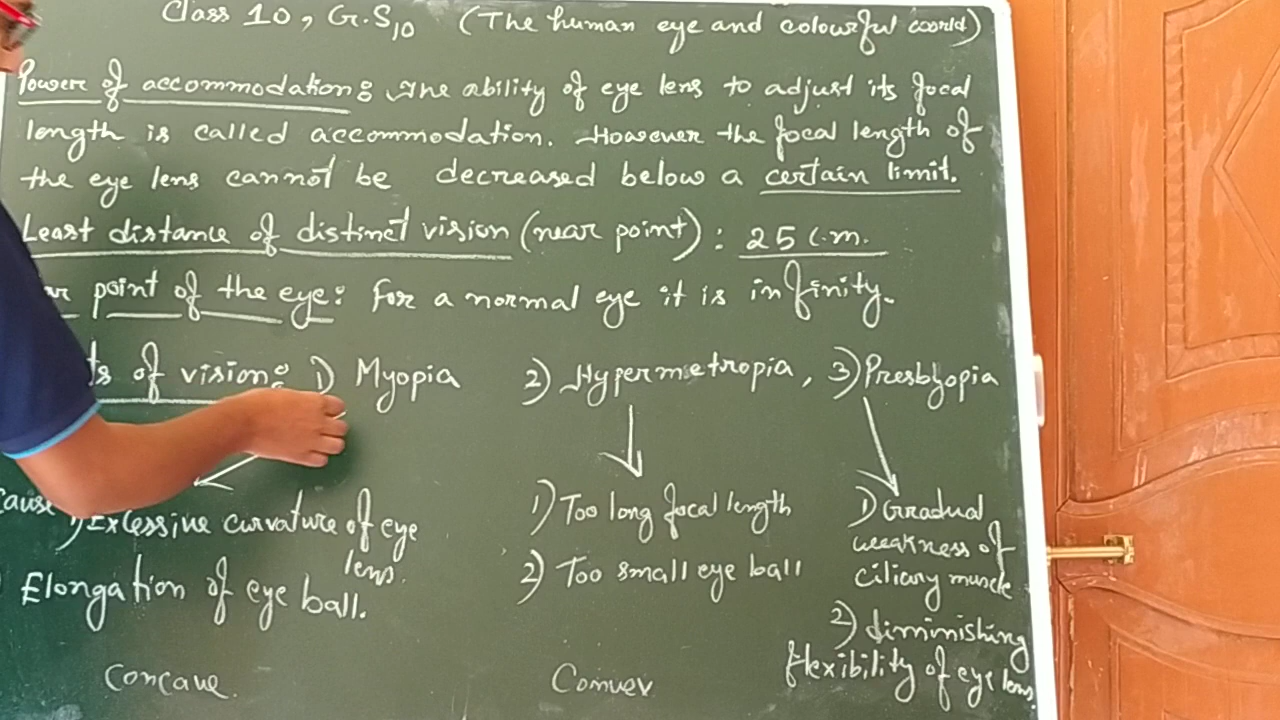 Class 10, G.S10 (The human eye and colourful world)
Power of accommodation: The ability of eye lens to adjust its focal
length is called accommodation. However the focal length of
the eye lens cannot be decreased below a certain limit.
Least distance of distinct vision (near point): 25 c.m.
point of the eye: for a normal eye it is infinity.
ts of vision: 1) Myopia 2) Hypermetropia, 3) Presbyopia
Cause 1) Excessive curvature of eye
lens.
Elongation of eye ball.
Concave.
1) Too long focal length
2) Too small eye ball
Convex
1) Gradual
weakness of
ciliary muscle
2) diminishing
flexibility of eye lens